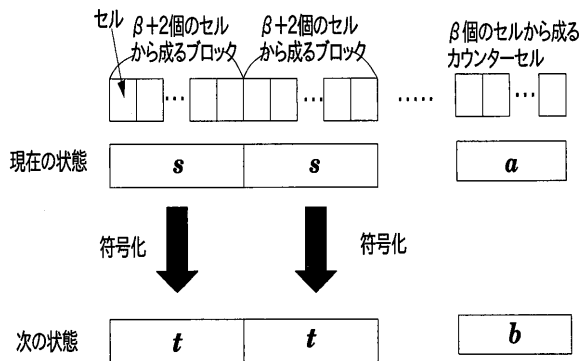 セル
β+2個のセル
から成るブロック
β+2個のセル
から成るブロック
β個のセルから成る
カウンターセル
現在の状態
s
s
a
符号化
符号化
次の状態
t
t
b